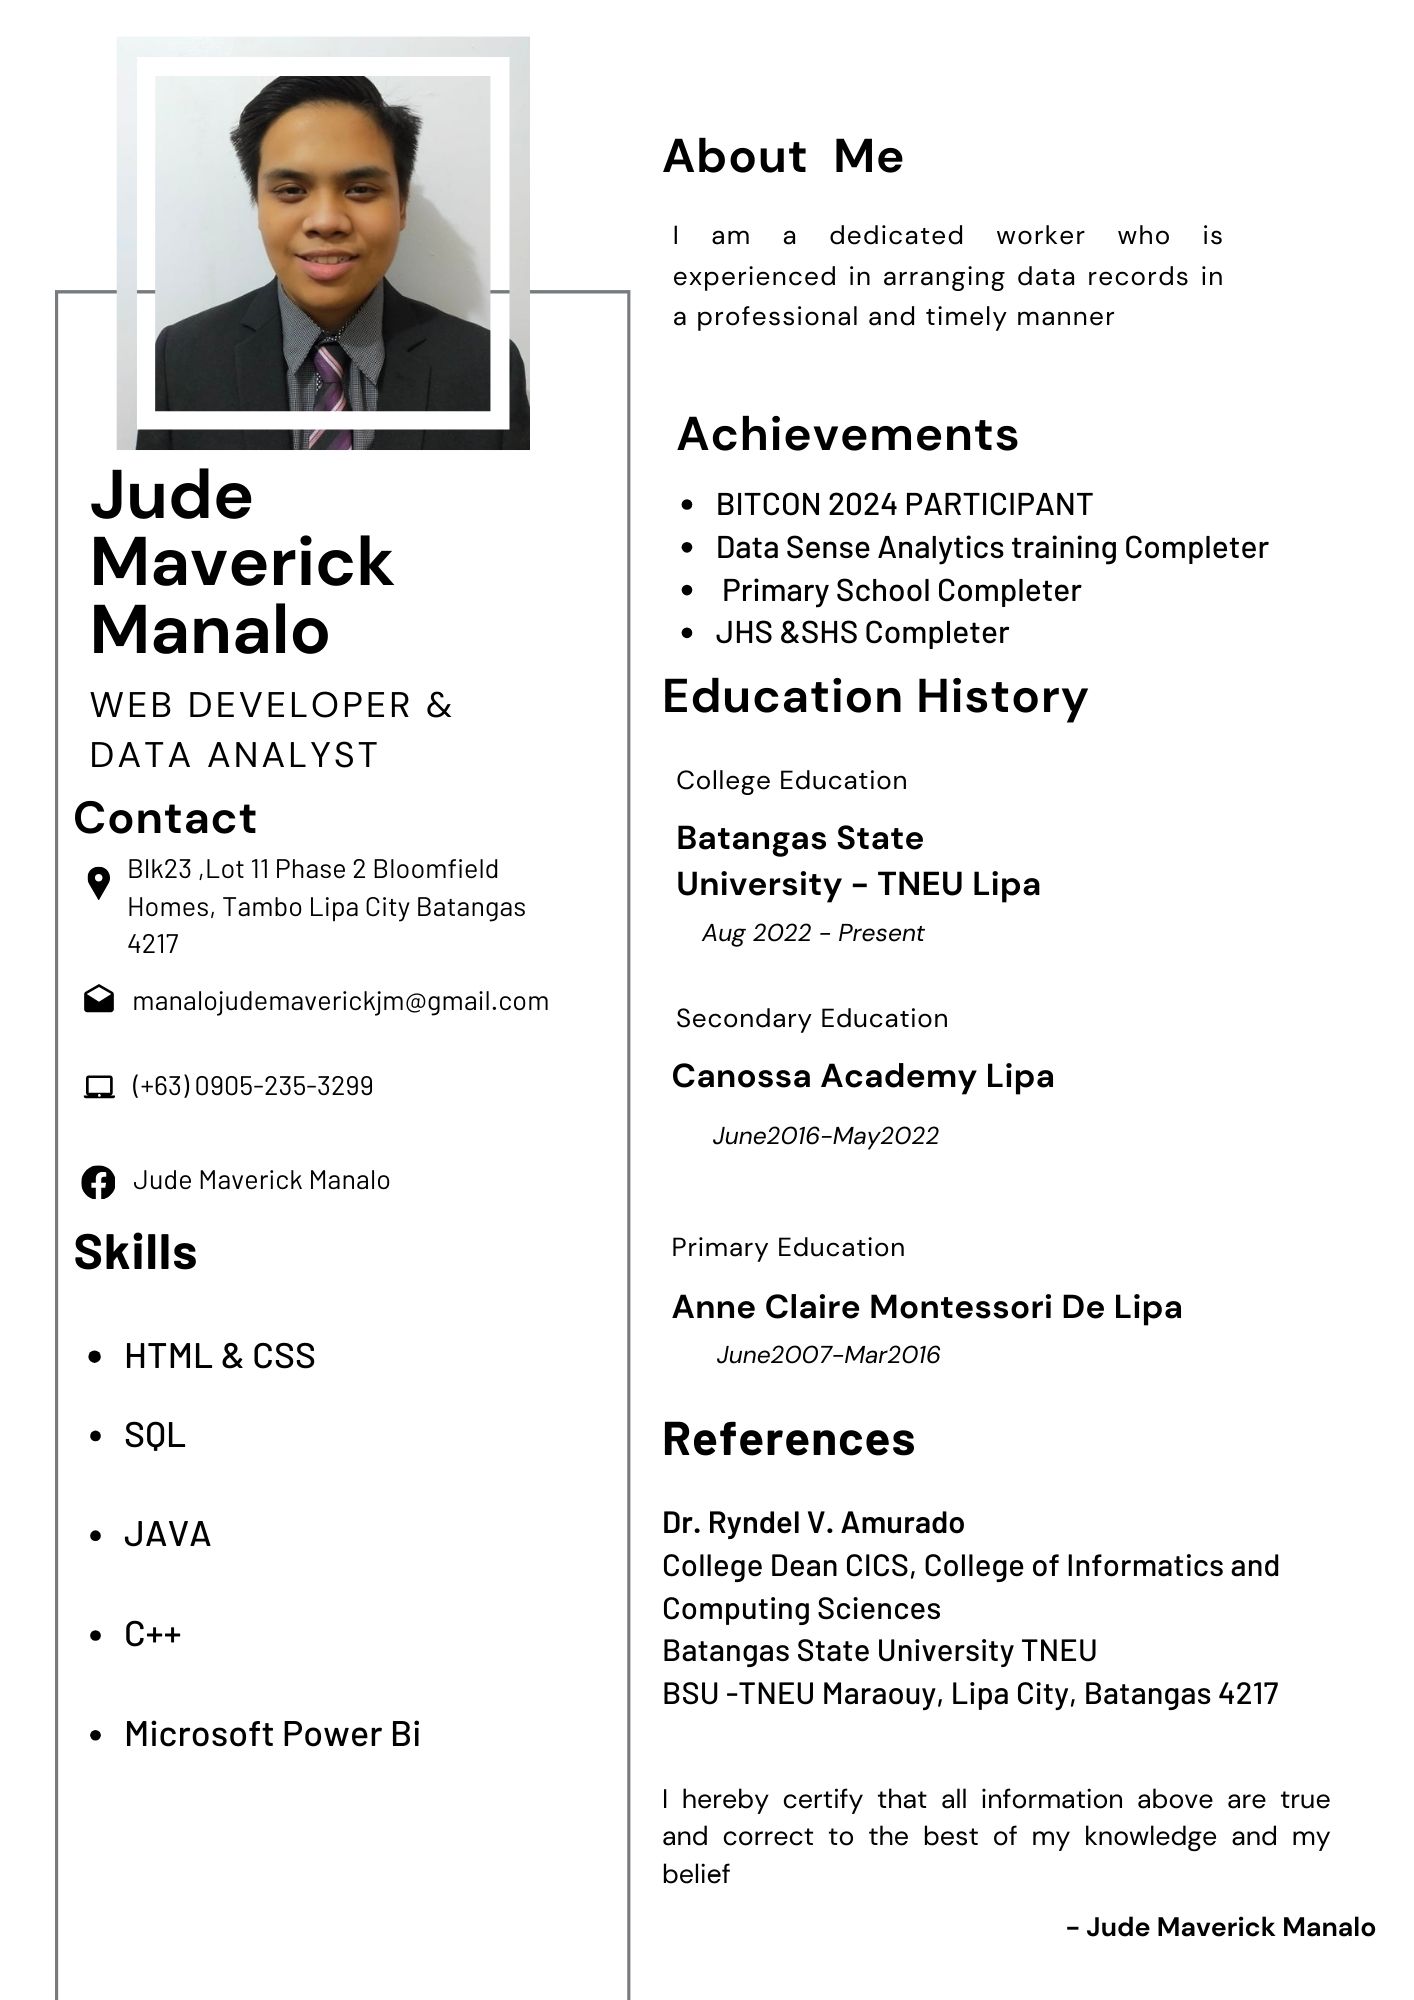 Jude
Maverick
Manalo
WEB DEVELOPER &
DATA ANALYST
Contact
Blk23 ,Lot 11 Phase 2 Bloomfield
Homes, Tambo Lipa City Batangas
4217
manalojudemaverickjm@gmail.com
(+63) 0905-235-3299
Jude Maverick Manalo
Skills
• HTML & CSS
• SQL
• JAVA
• C++
• Microsoft Power Bi
About Me
I am a dedicated worker who is
experienced in arranging data records in
a professional and timely manner
Achievements
• BITCON 2024 PARTICIPANT
• Data Sense Analytics training Completer
• Primary School Completer
• JHS &SHS Completer
Education History
College Education
Batangas State
University - TNEU Lipa
Aug 2022 - Present
Secondary Education
Canossa Academy Lipa
June2016-May2022
Primary Education
Anne Claire Montessori De Lipa
June2007-Mar2016
References
Dr. Ryndel V. Amurado
College Dean CICS, College of Informatics and
Computing Sciences
Batangas State University TNEU
BSU -TNEU Maraouy, Lipa City, Batangas 4217
I hereby certify that all information above are true
and correct to the best of my knowledge and my
belief
- Jude Maverick Manalo